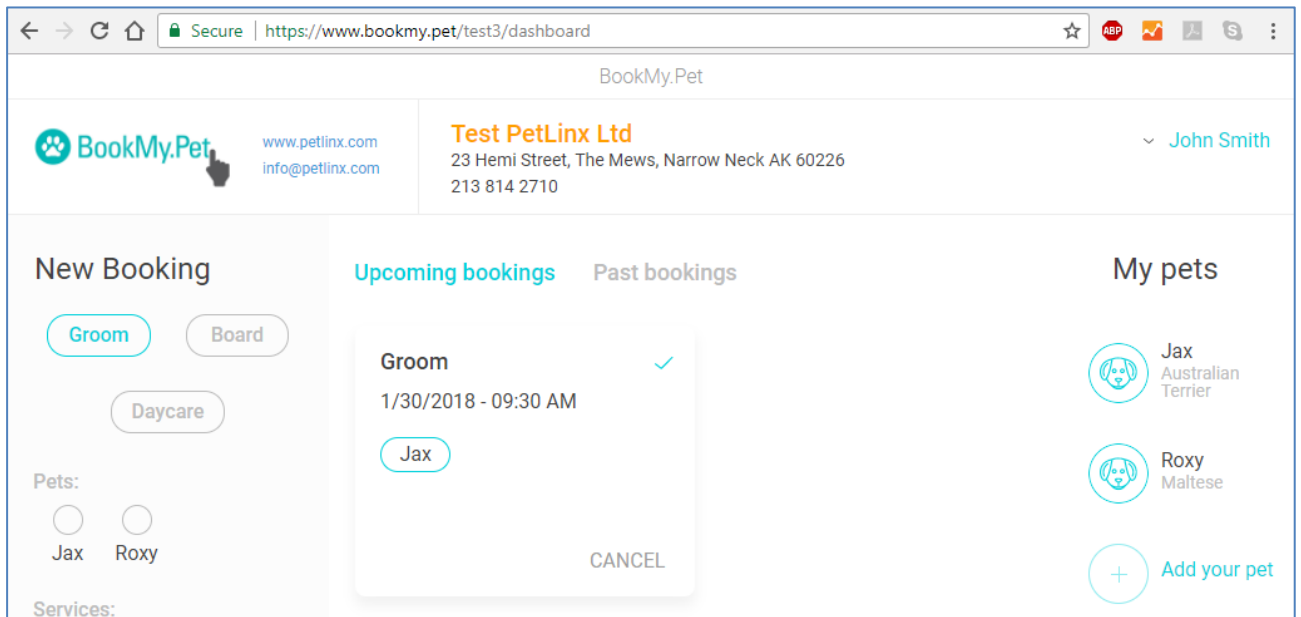 Secure | https://www.bookmy.pet/test3/dashboard
ABP
BookMy.Pet
BookMy.Pet
www.petlinx.com
info@petlinx.com
Test PetLinx Ltd
23 Hemi Street, The Mews, Narrow Neck AK 60226
213 814 2710
John Smith
New Booking
Groom Board
Daycare
Pets:
Jax Roxy
Services:
Upcoming bookings Past bookings
Groom
1/30/2018 - 09:30 AM
Jax
CANCEL
My pets
Jax
Australian
Terrier
Roxy
Maltese
Add your pet